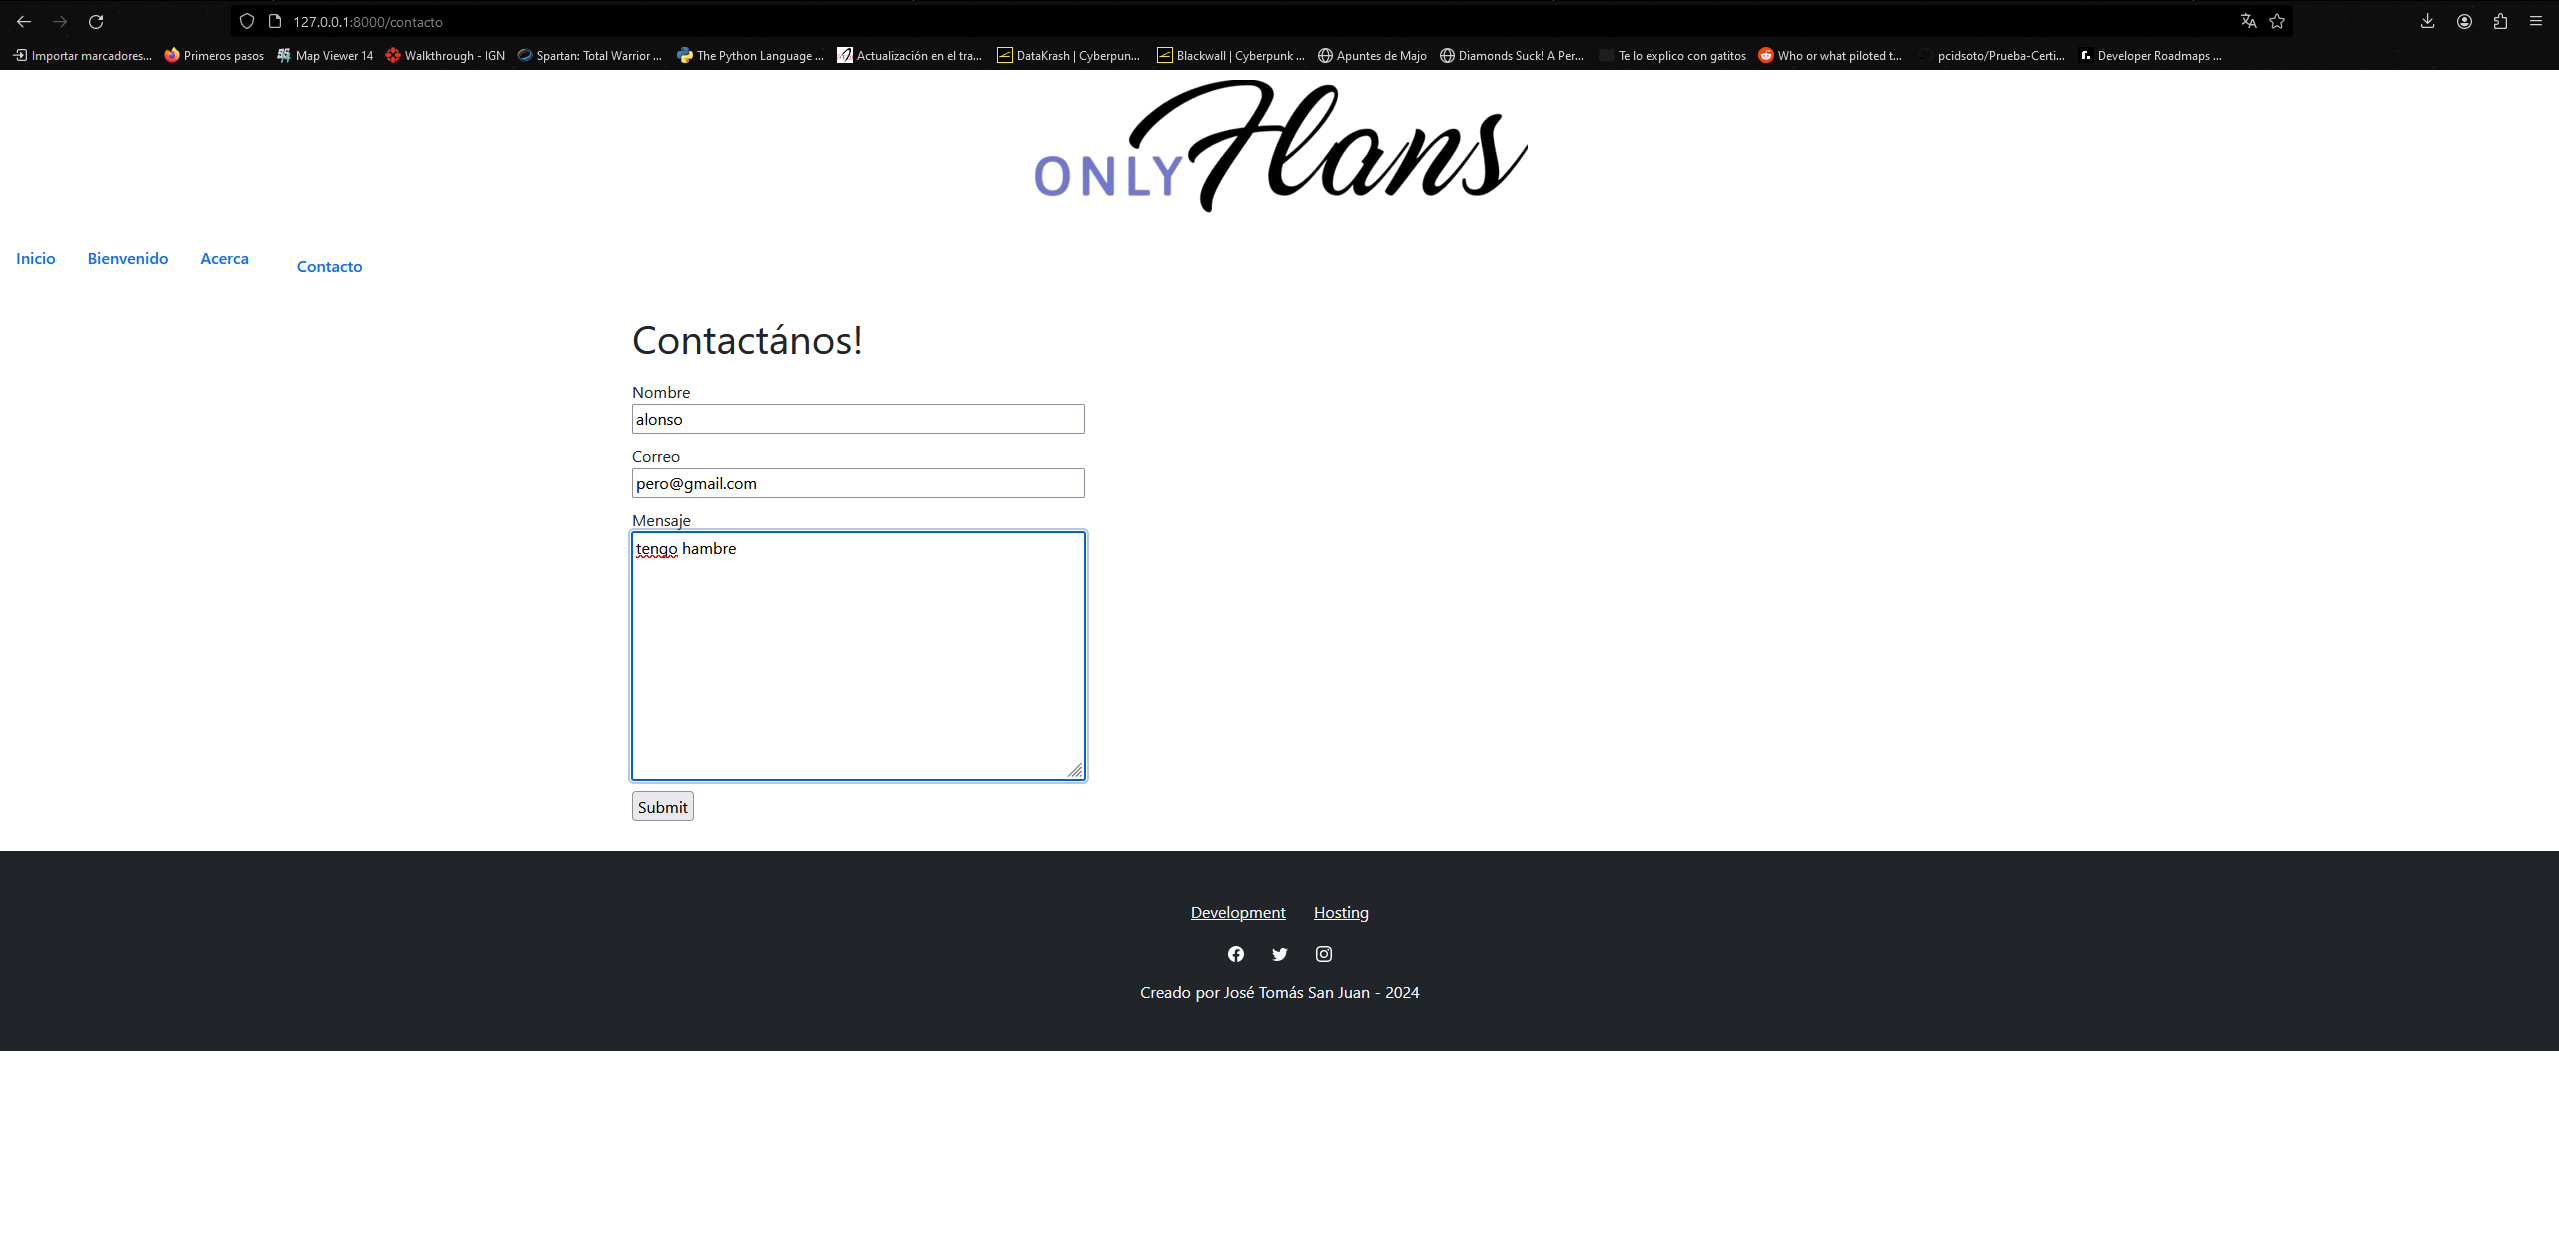 127.0.0.1:8000/contacto
Importar marcadores... Primeros pasos Map Viewer 14 Walkthrough - IGN Spartan: Total Warrior ... The Python Language ... Actualización en el tra... DataKrash | Cyberpun... Blackwall | Cyberpunk ... Apuntes de Majo Diamonds Suck! A Per... Te lo explico con gatitos Who or what piloted t... pcidsoto/Prueba-Certi... Developer Roadmaps ...
ONLY Flans
Inicio Bienvenido Acerca Contacto
Contactános!
Nombre
alonso
Correo
pero@gmail.com
Mensaje
tengo hambre
Submit
Development Hosting
Creado por José Tomás San Juan - 2024